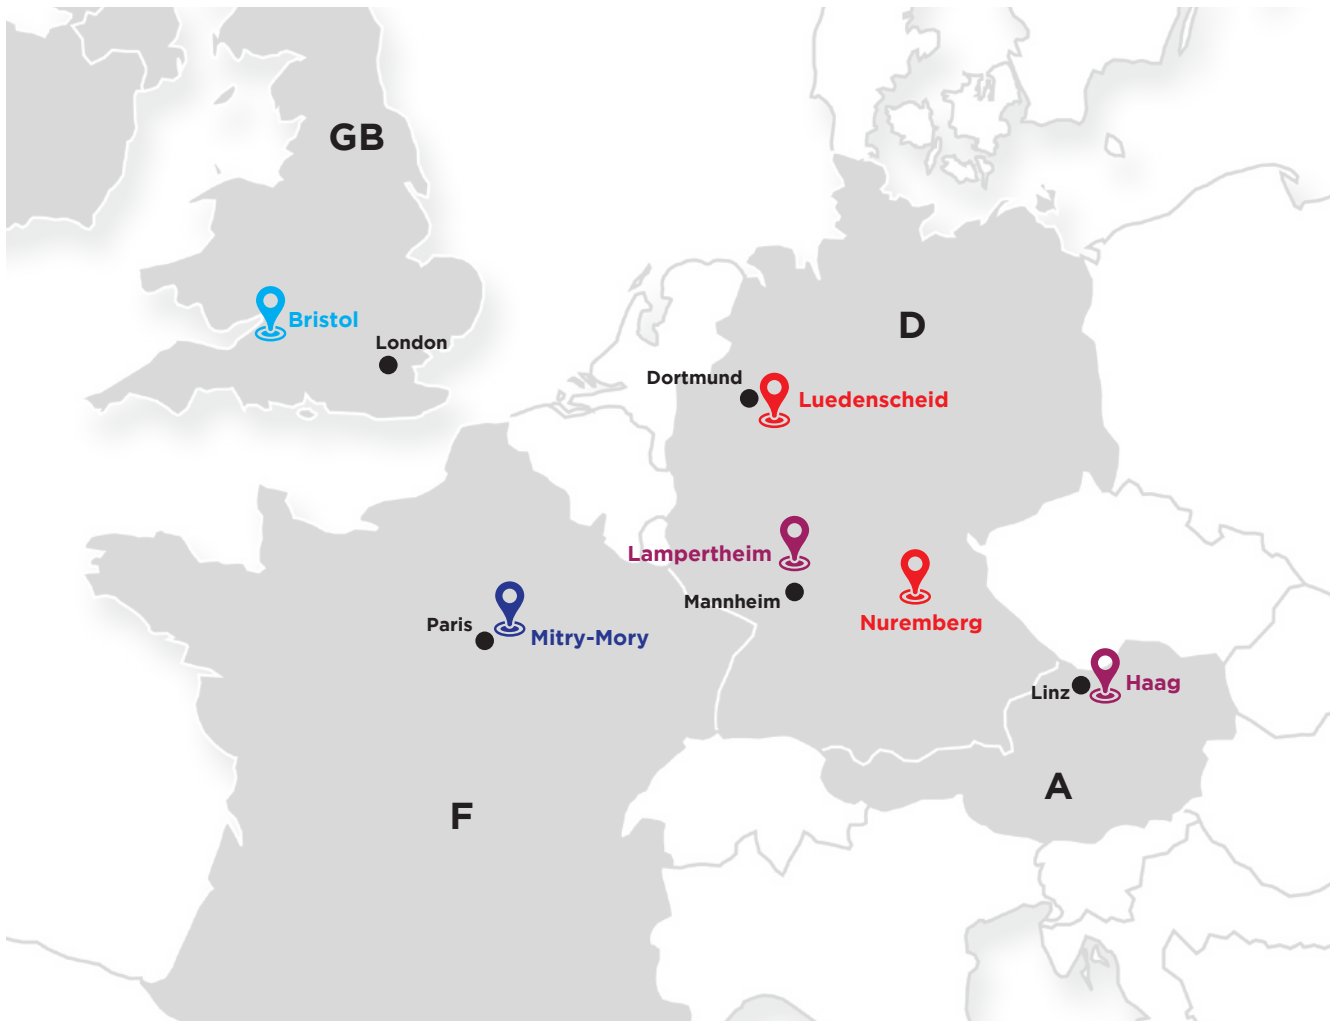 GB
Bristol
London
D
Dortmund
Luedenscheid
Lampertheim
Mannheim
Nuremberg
Paris
Mitry-Mory
Linz
Haag
A
F